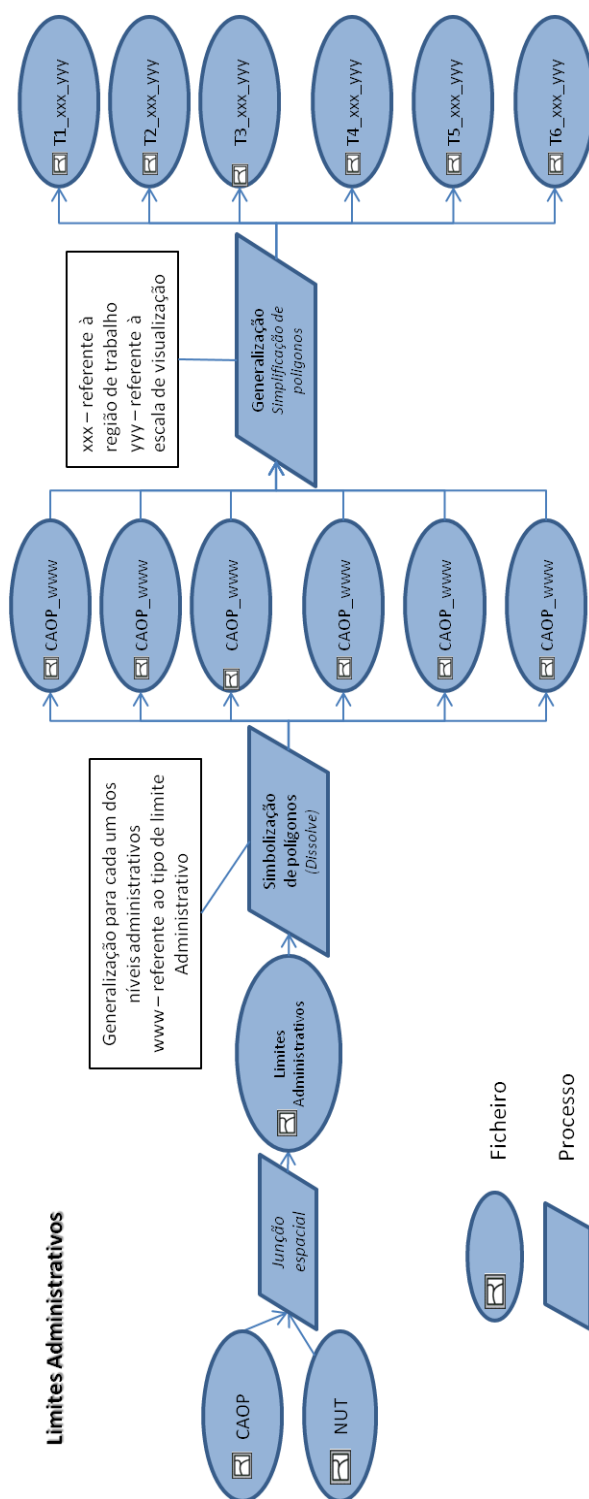 Limites Administrativos
CAOP
NUT
Junção
espacial
Limites
Administrativos
Generalização para cada um dos
níveis administrativos
www – referente ao tipo de limite
Administrativo
Simbolização
de polígonos
(Dissolve)
CAOP_www
CAOP_www
CAOP_www
CAOP_www
CAOP_www
CAOP_www
xxx – referente à
região de trabalho
yyy – referente à
escala de visualização
Generalização
Simplificação de
polígonos
T1_xxx_yyy
T2_xxx_yyy
T3_xxx_yyy
T4_xxx_yyy
T5_xxx_yyy
T6_xxx_yyy
Ficheiro
Processo